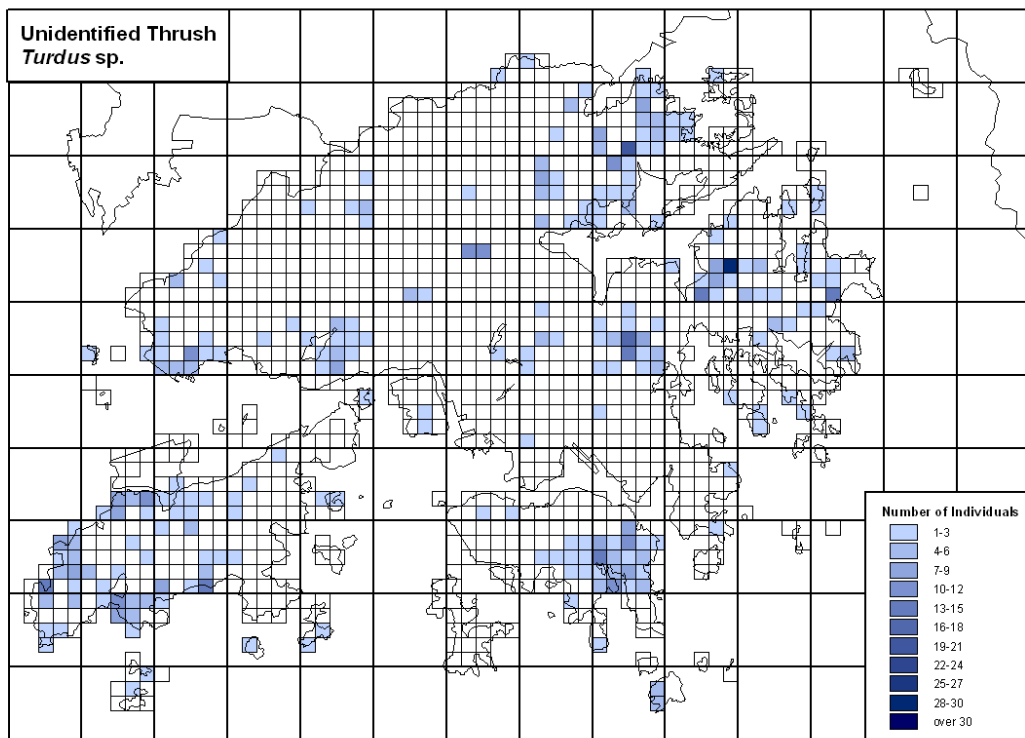 Unidentified Thrush
Turdus sp.
Number of Individuals
1-3
4-6
7-9
10-12
13-15
16-18
19-21
22-24
25-27
28-30
over 30